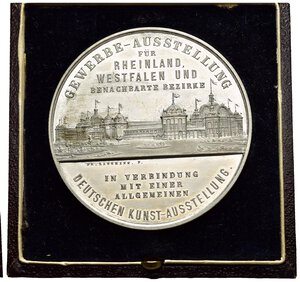 GEWERBE-AUSSTELLUNG
FÜR
RHEINLAND,
WESTFALEN UND
BENACHBARTE BEZIRKE
IN VERBINDUNG
MIT EINER
ALLGEMEINEN
DEUTSCHEN KUNST-AUSSTELLUNG.